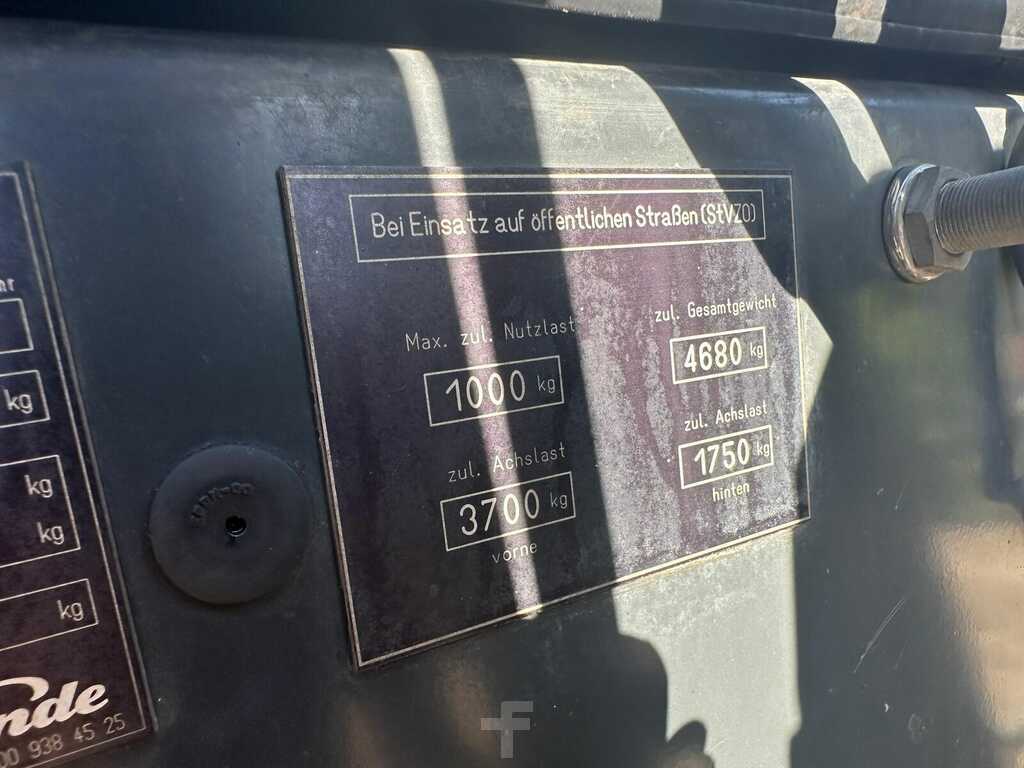 Bei Einsatz auf öffentlichen Straßen (StVZO)
Max. zul. Nutzlast
1000 kg
zul. Gesamtgewicht
4680 kg
zul. Achslast
3700 kg
vorne
zul. Achslast
1750 kg
hinten
hr
kg
kg
kg
kg
nde
00 938 45 25